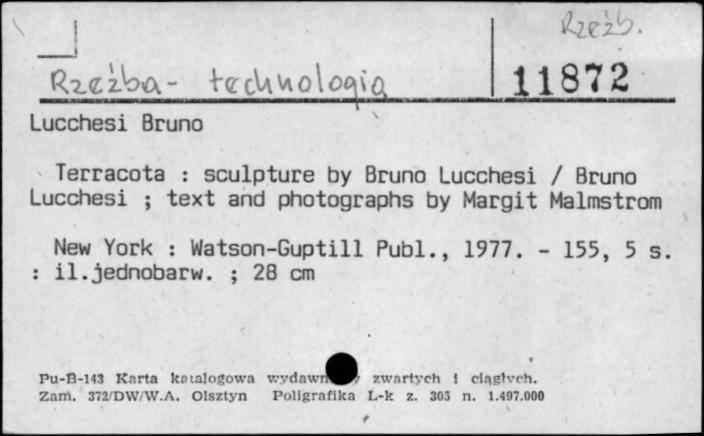 Rzeźb.
Rzeźba - technologia
11872
Lucchesi Bruno
Terracota : sculpture by Bruno Lucchesi / Bruno
Lucchesi ; text and photographs by Margit Malmstrom
New York : Watson-Guptill Publ., 1977. - 155, 5 s.
: il.jednobarw. ; 28 cm
Pu-B-143 Karta katalogowa zwartych i ciągłych.
Zam. 372/DW/W.A. Olsztyn Poligrafika L-k z. 305 n. 1.497.000